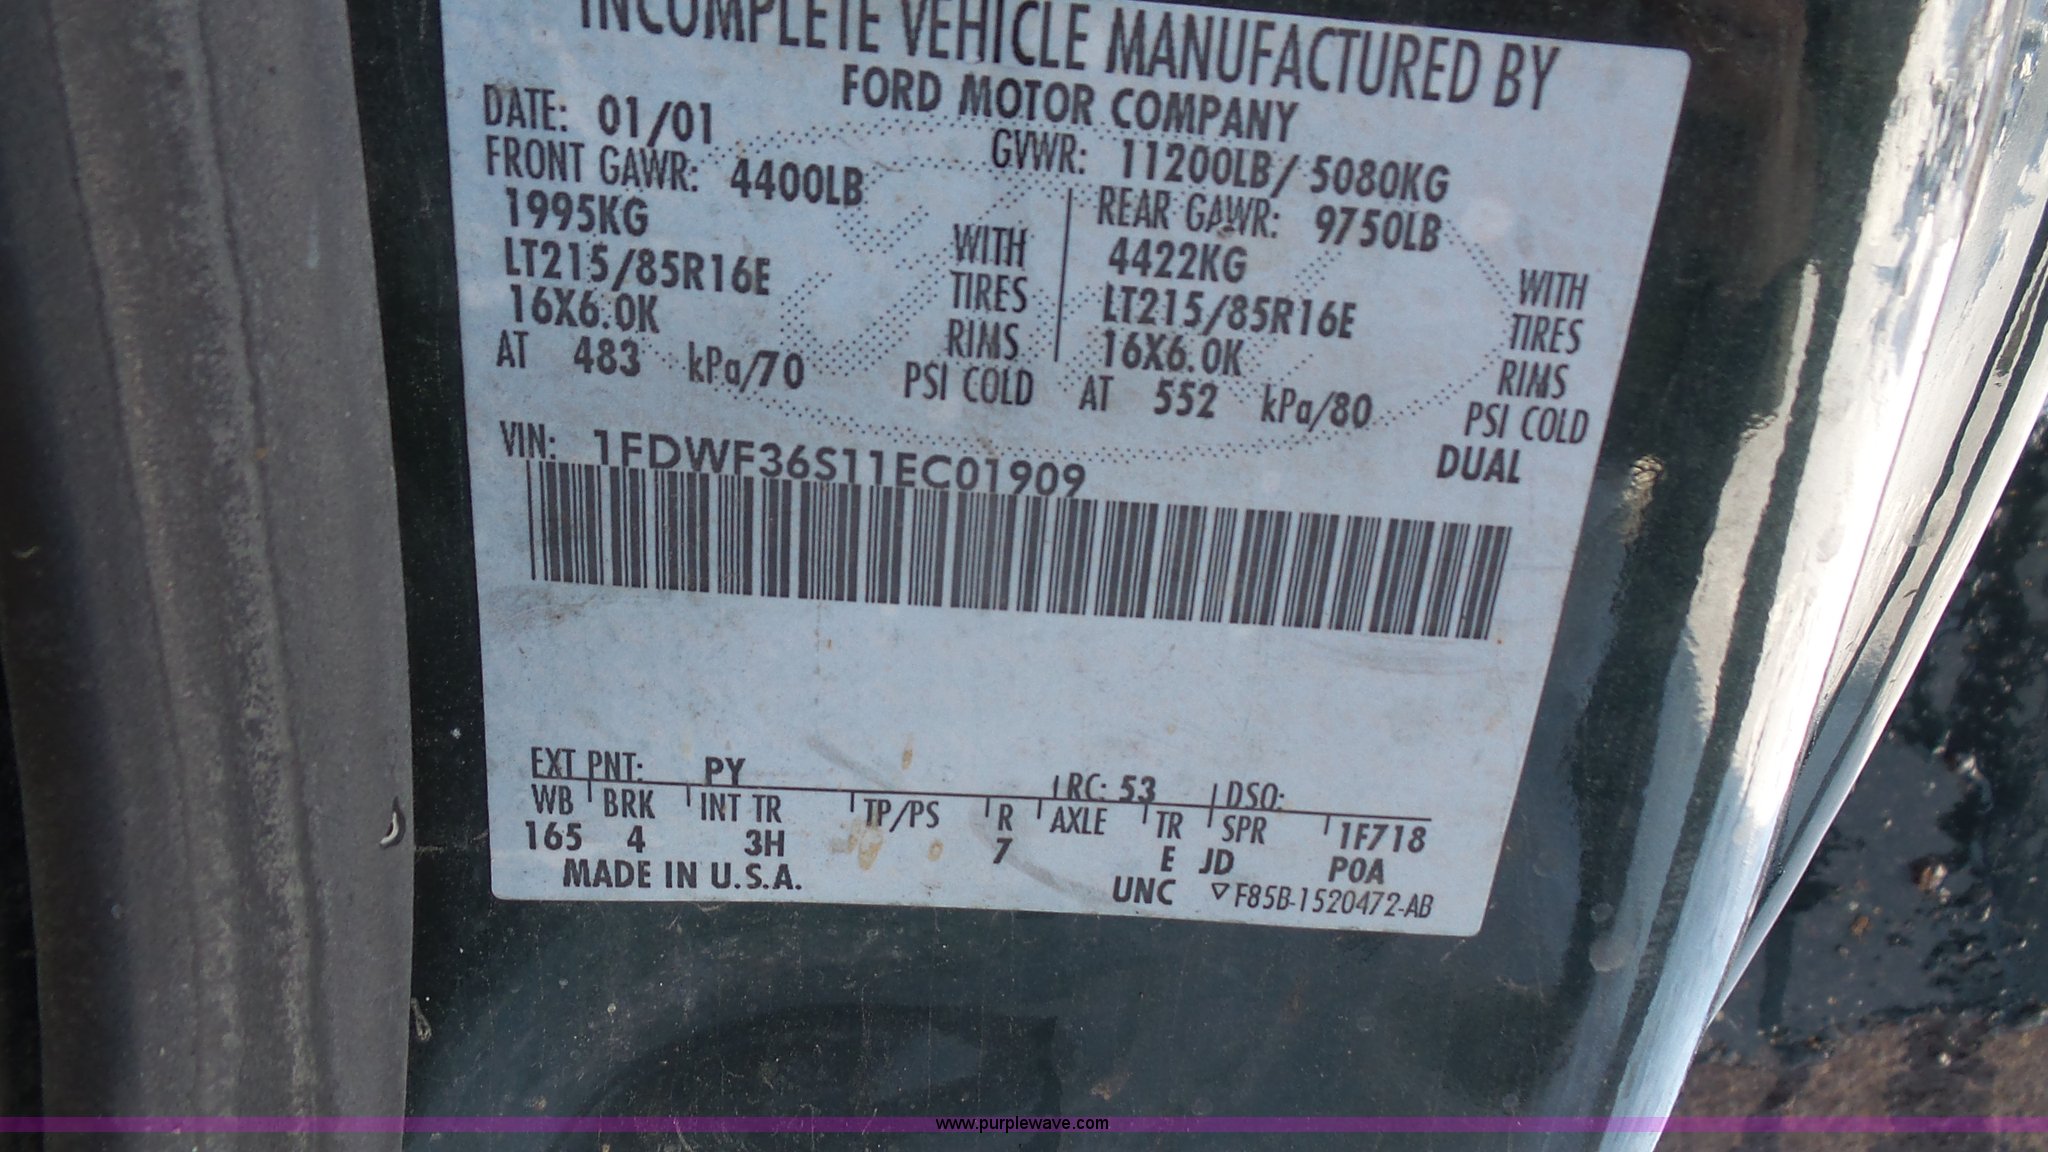 INCOMPLETE VEHICLE MANUFACTURED BY
FORD MOTOR COMPANY
DATE: 01/01
GVWR: 11200LB/ 5080KG
FRONT GAWR: 4400LB
REAR GAWR: 9750LB
1995KG
WITH
4422KG
WITH
LT215/85R16E
TIRES
LT215/85R16E
TIRES
16X6.0K
RIMS
16X6.0K
RIMS
AT 483 kPa/70 PSI COLD
AT 552 kPa/80 PSI COLD
DUAL
VIN: 1FDWF36S11EC01909
EXT PNT: PY
RC: 53
DSO:
WB BRK INT TR TP/PS R AXLE TR SPR 1F718
165 4 3H 7 E JD P0A
MADE IN U.S.A.
UNC ▽ F85B-1520472-AB
www.purplewave.com